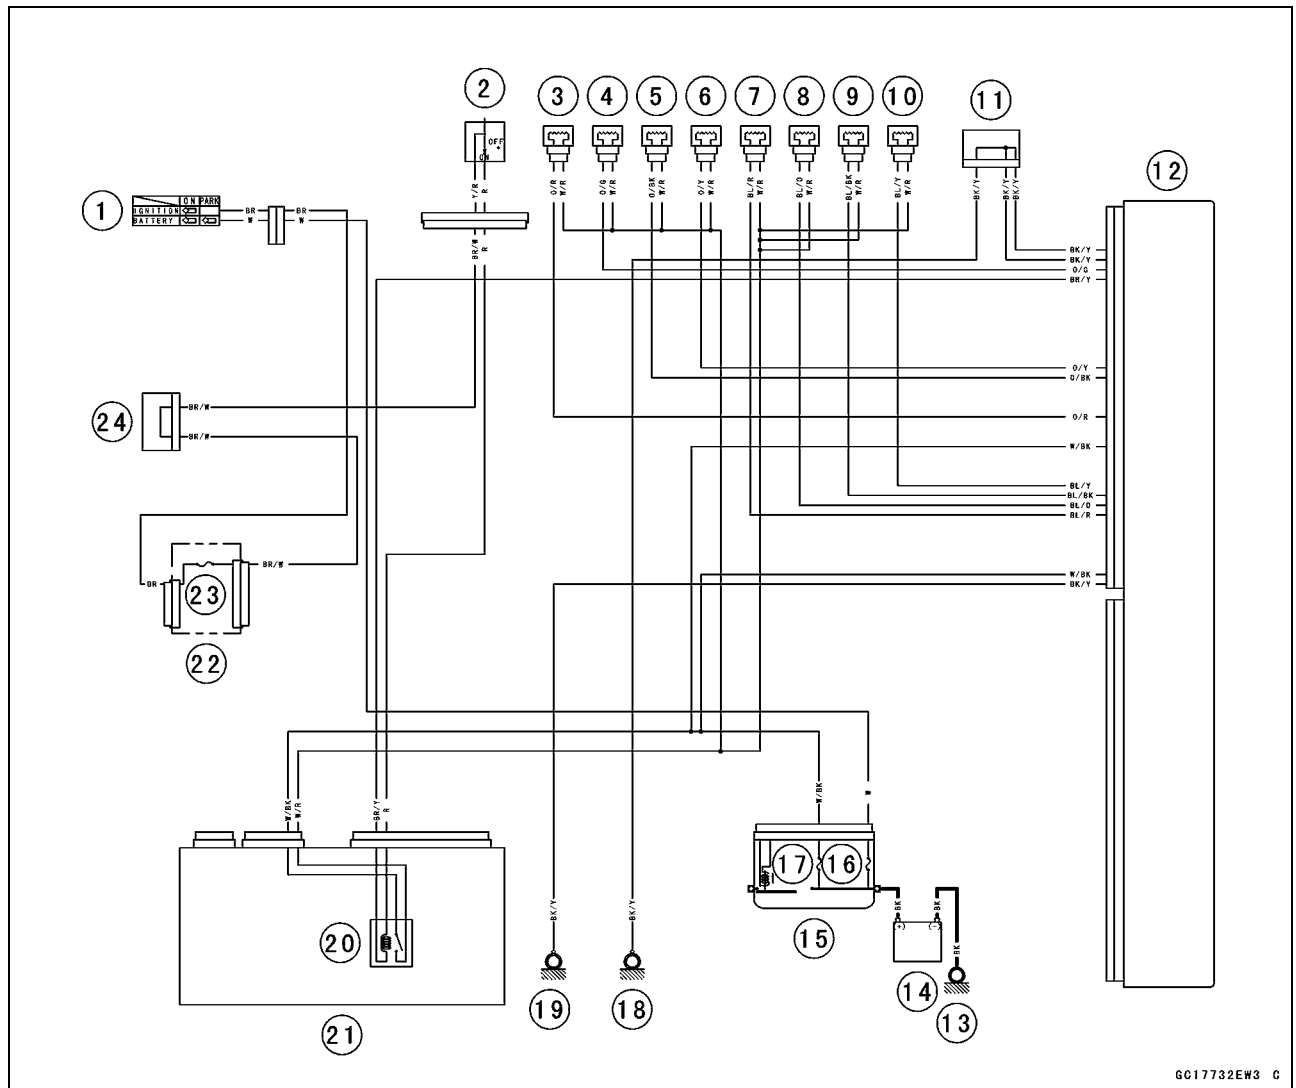 2
3 4 5 6 7 8 9 10
11
OFF
ON
12
1
ON PARK
IGNITION
BATTERY
BR BR
W W
Y/R R
O/R W/R O/G W/R O/BK W/R O/Y W/R BL/R W/R BL/O W/R BL/BK W/R BL/Y W/R
BK/Y BK/Y BK/Y
BR/W R
BK/Y
BK/Y
O/G
BR/Y
O/Y
O/BK
BR/W
O/R
24
BR/W
W/BK
BL/Y
BL/BK
BL/O
BL/R
BR/W
W/BK
BR
BK/Y
23
22
W/BK W/R BR/Y R
W/BK W
17 16
BK/Y BK/Y
BK BK
(+) (-)
20
15
BK
14
19 18
13
21
GC17732EW3 C